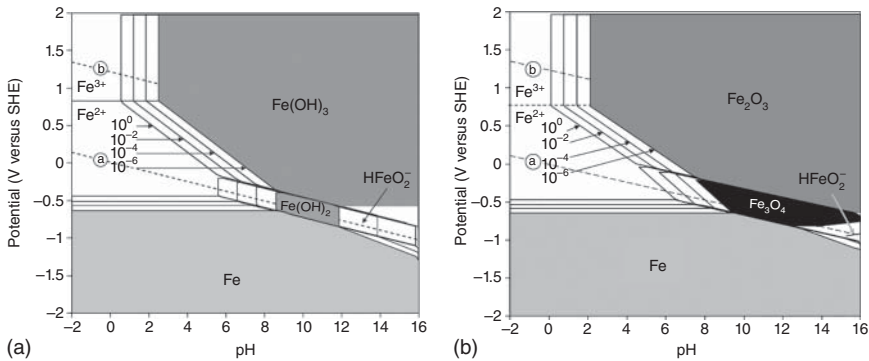 2
1.5
1
0.5
0
–0.5
–1
–1.5
–2
Potential (V versus SHE)
b
Fe³⁺
Fe²⁺
a
10⁰
10⁻²
10⁻⁴
10⁻⁶
Fe(OH)₃
HFeO₂⁻
Fe(OH)₂
Fe
–2 0 2 4 6 8 10 12 14 16
pH
(a)
2
1.5
1
0.5
0
–0.5
–1
–1.5
–2
Potential (V versus SHE)
b
Fe³⁺
Fe²⁺
a
10⁰
10⁻²
10⁻⁴
10⁻⁶
Fe₂O₃
HFeO₂⁻
Fe₃O₄
Fe
–2 0 2 4 6 8 10 12 14 16
pH
(b)